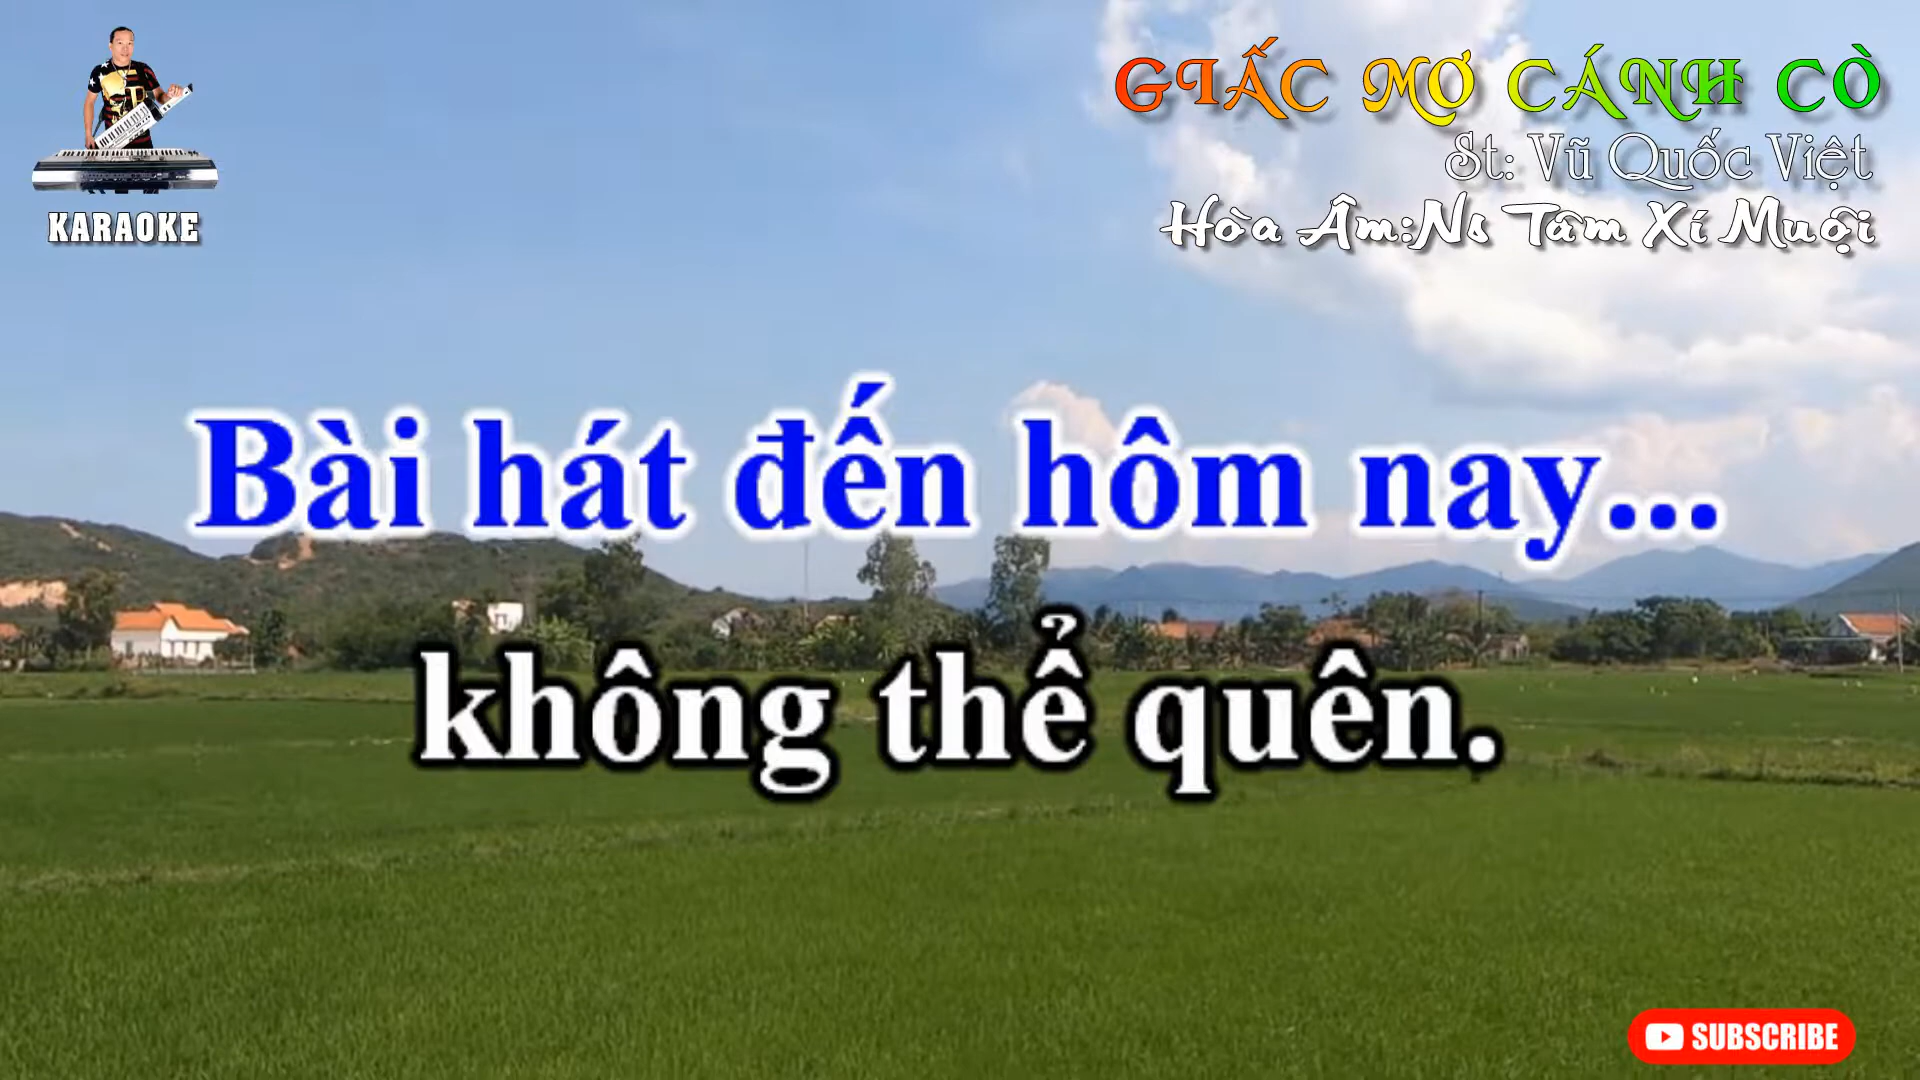 GIẤC MƠ CÁNH CÒ
St: Vũ Quốc Việt
Hòa Âm:Ns Tâm Xí Muội
KARAOKE
Bài hát đến hôm nay...
không thể quên.
SUBSCRIBE